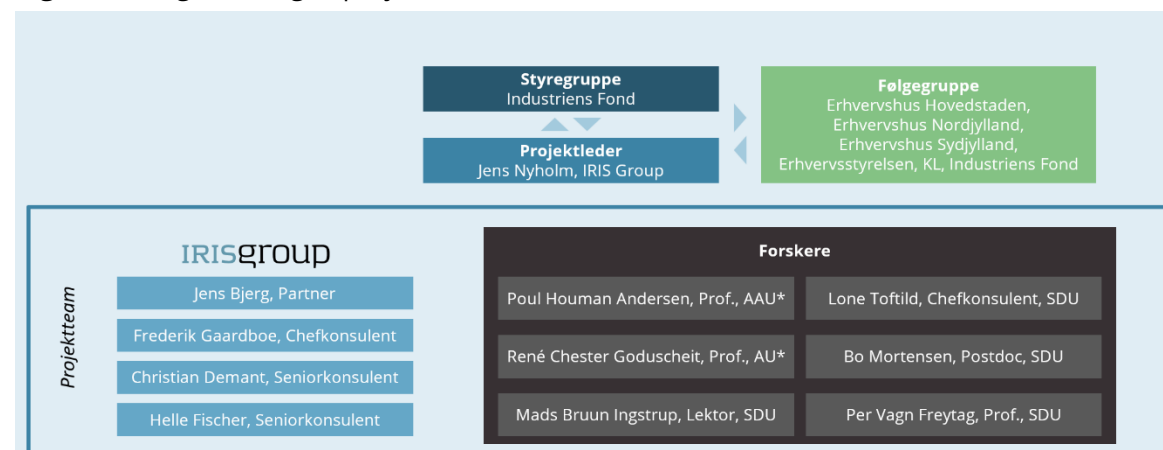 Styregruppe
Industriens Fond
Projektleder
Jens Nyholm, IRIS Group
Følgegruppe
Erhvervshus Hovedstaden,
Erhvervshus Nordjylland,
Erhvervshus Sydjylland,
Erhvervsstyrelsen, KL, Industriens Fond
Projektteam
IRISgroup
Jens Bjerg, Partner
Frederik Gaardboe, Chefkonsulent
Christian Demant, Seniorkonsulent
Helle Fischer, Seniorkonsulent
Forskere
Poul Houman Andersen, Prof., AAU*
Lone Toftild, Chefkonsulent, SDU
René Chester Goduscheit, Prof., AU*
Bo Mortensen, Postdoc, SDU
Mads Bruun Ingstrup, Lektor, SDU
Per Vagn Freytag, Prof., SDU